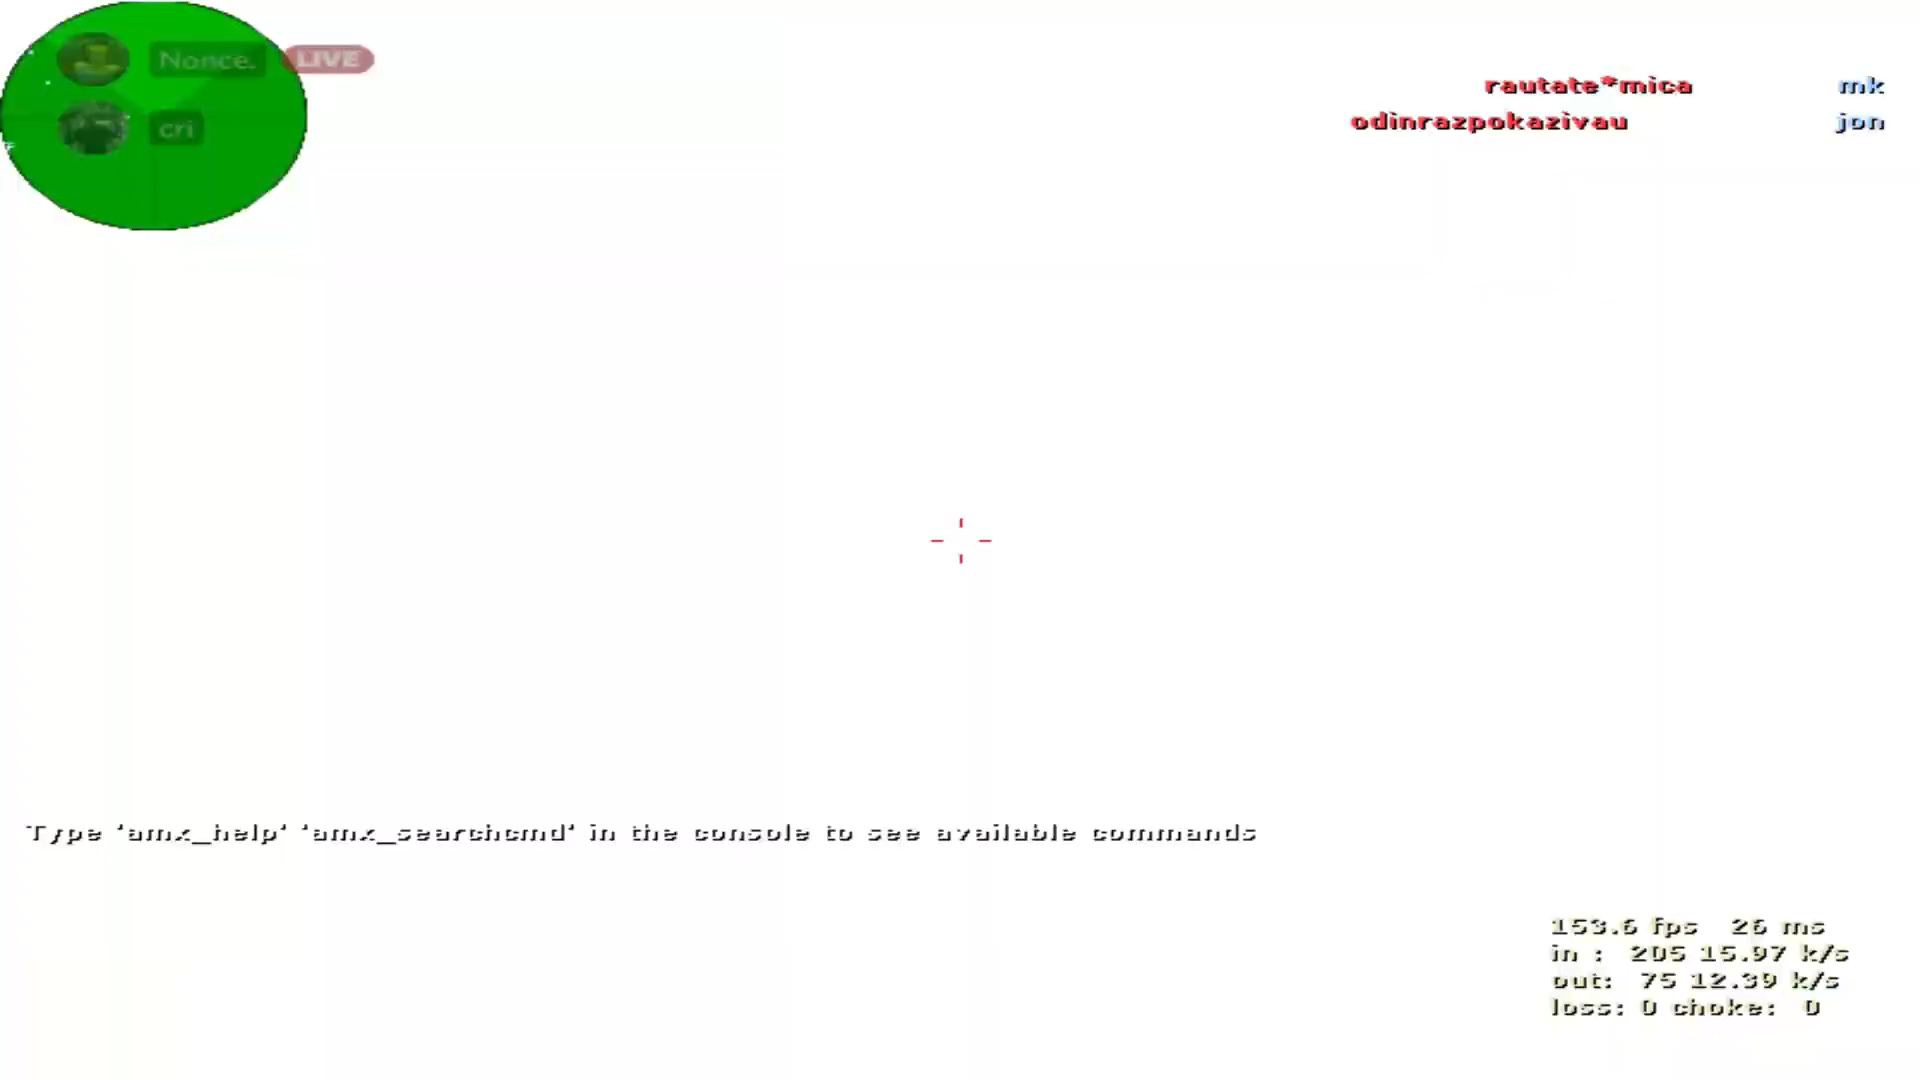 Nonce. LIVE
cri
rautate*mica mk
odinrazpokazivau jon
Type 'amx_help' 'amx_searchcmd' in the console to see available commands
153.6 fps 26 ms
in : 205 15.97 k/s
out: 75 12.39 k/s
loss: 0 choke: 0